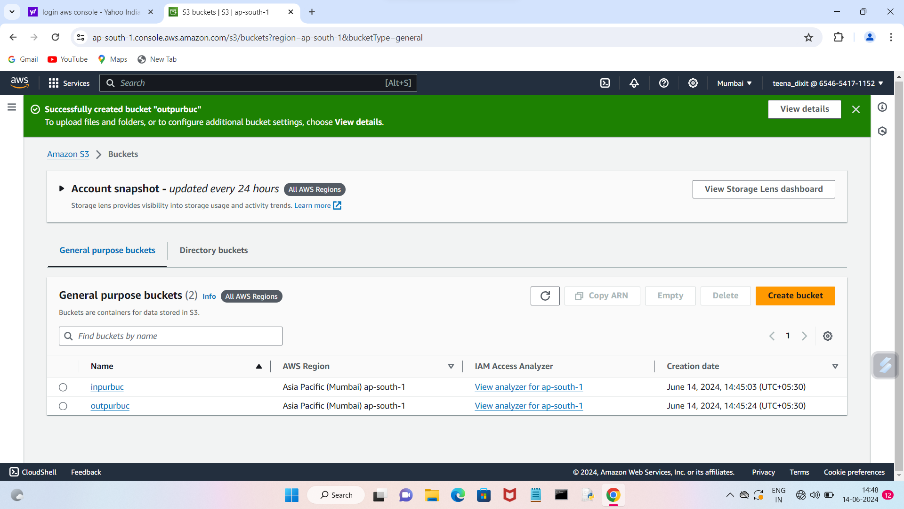 login aws console - Yahoo Indi
S3 buckets | S3 | ap-south-1
ap-south-1.console.aws.amazon.com/s3/buckets?region=ap-south-1&bucketType=general
Gmail
YouTube
Maps
New Tab
aws
Services
Search
[Alt+S]
Mumbai
teena_dixit @ 6546-5417-1152
Successfully created bucket "outpurbuc"
To upload files and folders, or to configure additional bucket settings, choose View details.
View details
Amazon S3
Buckets
Account snapshot - updated every 24 hours
All AWS Regions
View Storage Lens dashboard
Storage lens provides visibility into storage usage and activity trends. Learn more
General purpose buckets
Directory buckets
General purpose buckets (2)
Info
All AWS Regions
Copy ARN
Empty
Delete
Create bucket
Buckets are containers for data stored in S3.
Find buckets by name
1
Name
AWS Region
IAM Access Analyzer
Creation date
inpurbuc
Asia Pacific (Mumbai) ap-south-1
View analyzer for ap-south-1
June 14, 2024, 14:45:03 (UTC+05:30)
outpurbuc
Asia Pacific (Mumbai) ap-south-1
View analyzer for ap-south-1
June 14, 2024, 14:45:24 (UTC+05:30)
CloudShell
Feedback
© 2024, Amazon Web Services, Inc. or its affiliates.
Privacy
Terms
Cookie preferences
Search
ENG
IN
14:48
14-06-2024
12